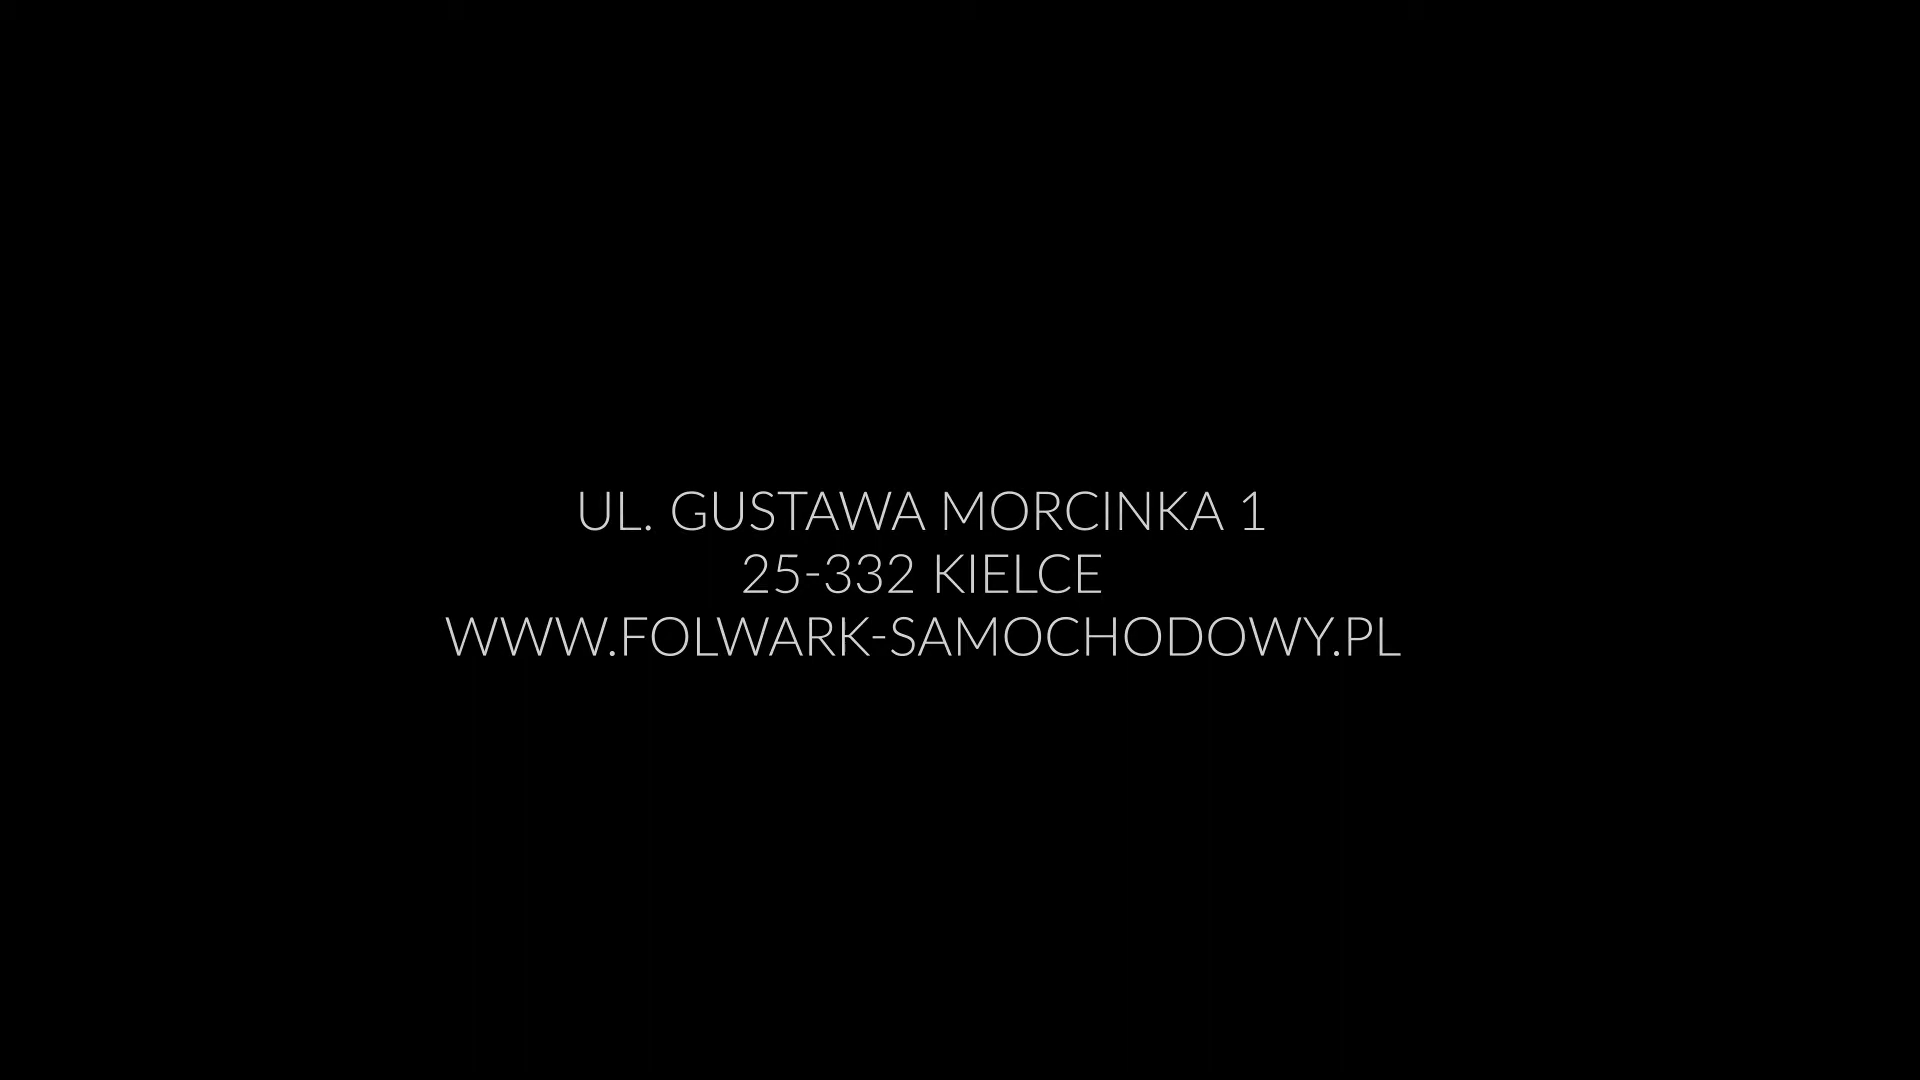 UL. GUSTAWA MORCINKA 1
25-332 KIELCE
WWW.FOLWARK-SAMOCHODOWY.PL